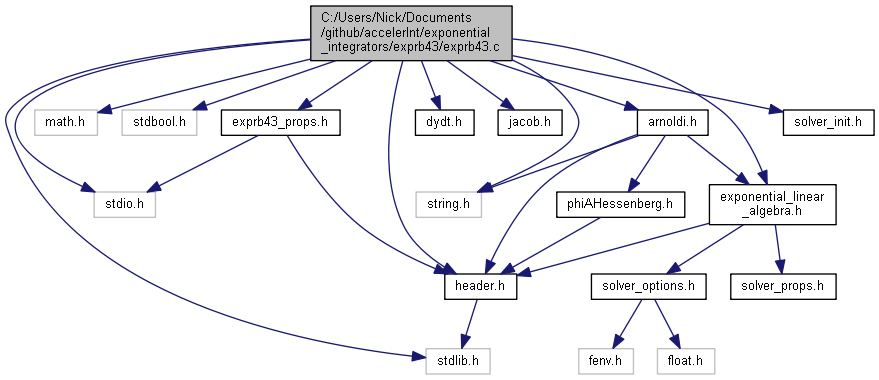 C:/Users/Nick/Documents
/github/accelerInt/exponential
_integrators/exprb43/exprb43.c
math.h
stdbool.h
exprb43_props.h
dydt.h
jacob.h
arnoldi.h
solver_init.h
stdio.h
string.h
phiAHessenberg.h
exponential_linear
_algebra.h
header.h
solver_options.h
solver_props.h
stdlib.h
fenv.h
float.h